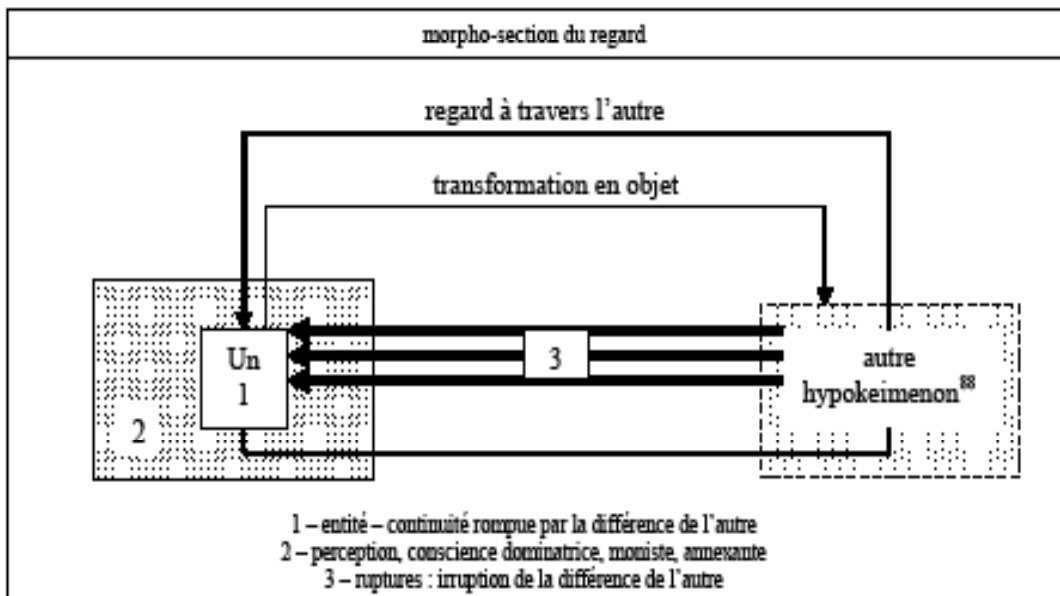 morpho-section du regard
regard à travers l’autre
transformation en objet
Un
1
2
3
autre
hypokeimenon⁸⁸
1 – entité – continuité rompue par la différence de l’autre
2 – perception, conscience dominatrice, moniste, annexante
3 – ruptures : irruption de la différence de l’autre